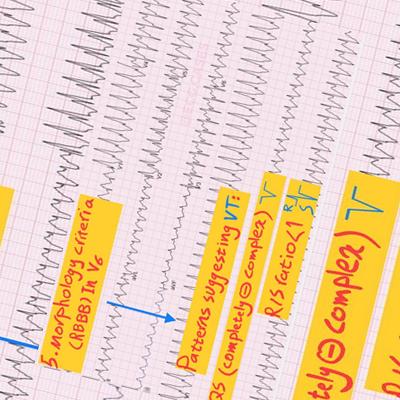 5. morphology criteria
(RBBB) In V6
Patterns suggesting VT:
QS (completely ⊖ complex) V
R/S ratio < 1 R/S
tely ⊖ complex) V